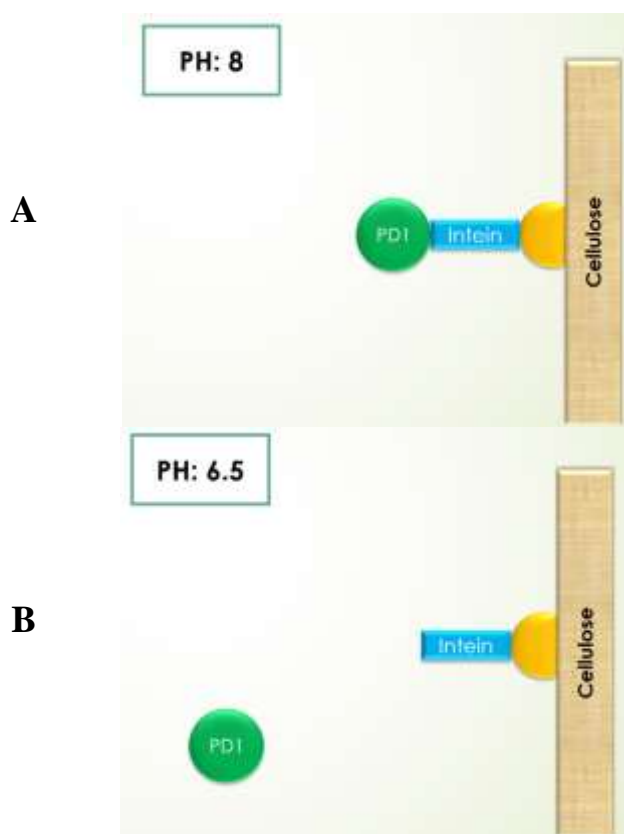 PH: 8
A
PD1
Intein
Cellulose
PH: 6.5
B
Intein
Cellulose
PD1